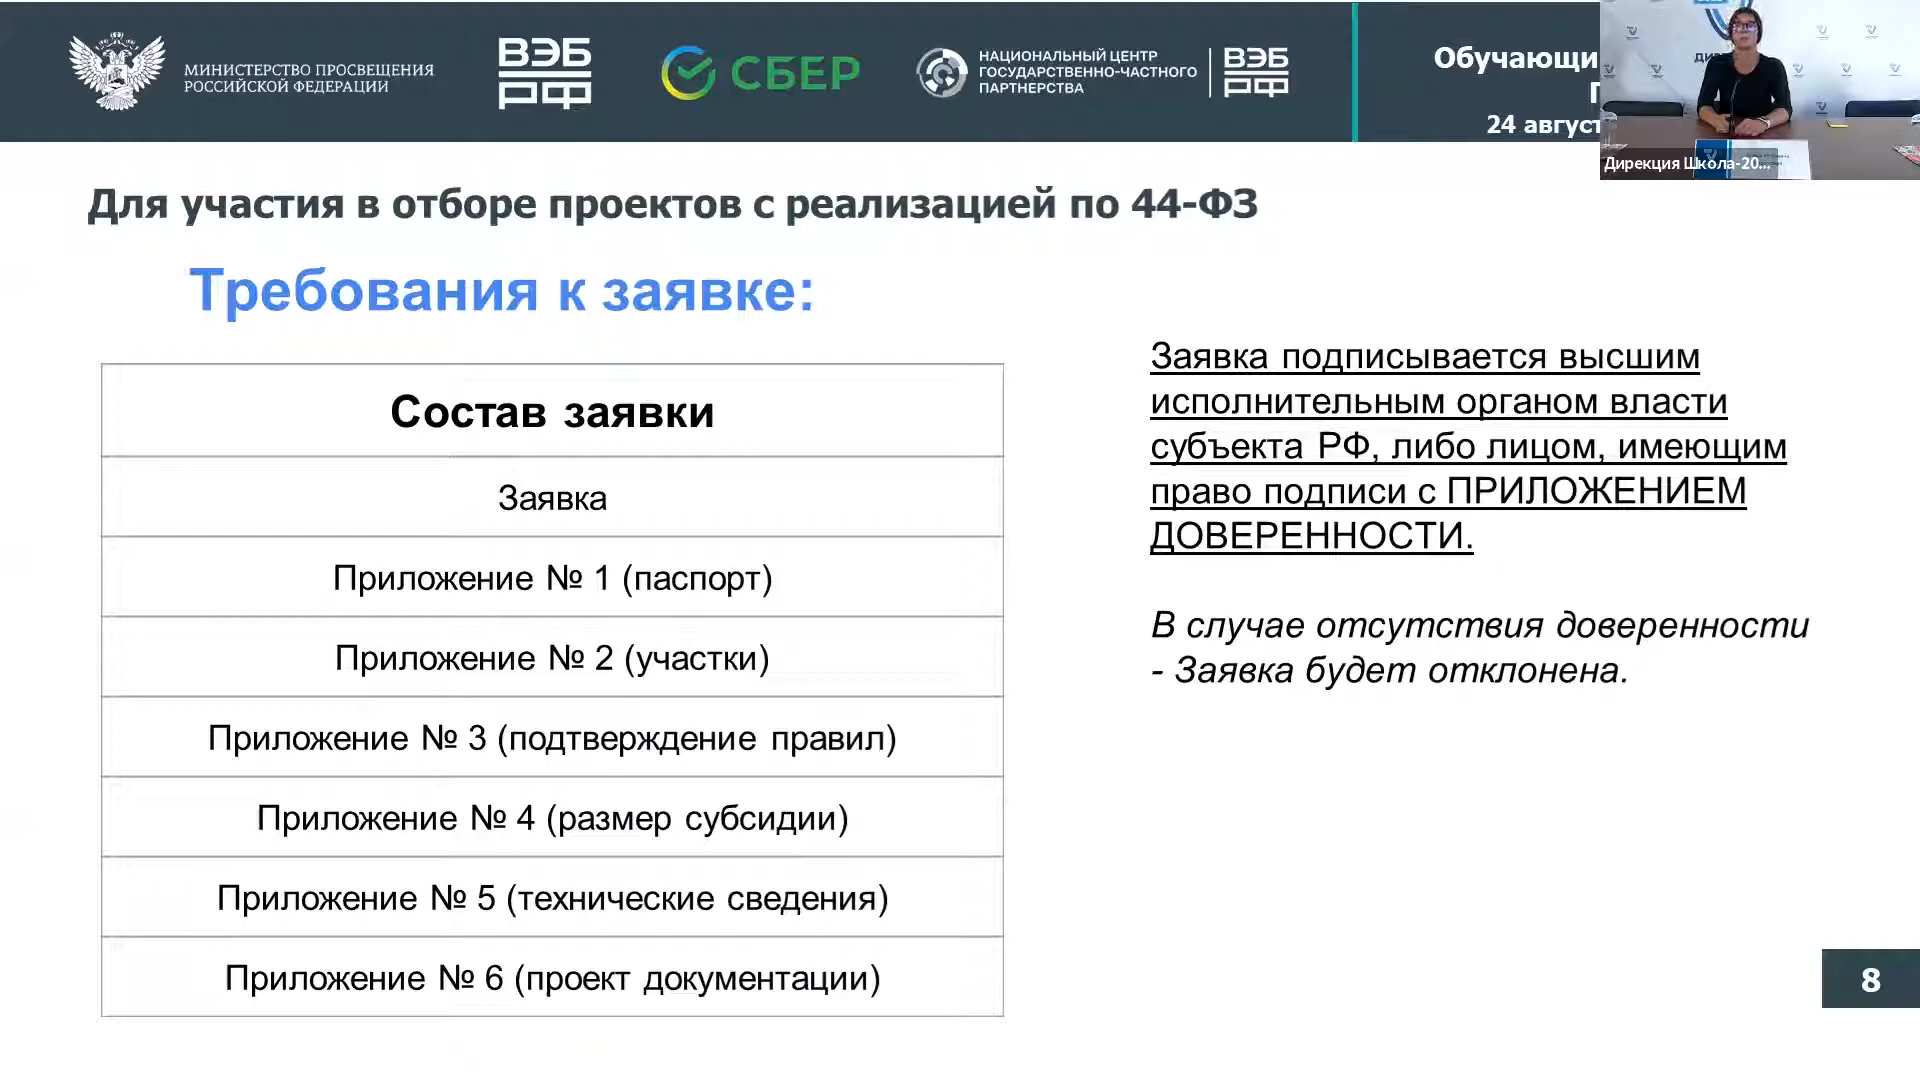 МИНИСТЕРСТВО ПРОСВЕЩЕНИЯ
РОССИЙСКОЙ ФЕДЕРАЦИИ
ВЭБ
РФ
СБЕР
НАЦИОНАЛЬНЫЙ ЦЕНТР
ГОСУДАРСТВЕННО-ЧАСТНОГО
ПАРТНЕРСТВА
ВЭБ
РФ
Обучающи
24 август
Дирекция Школа-20...
Для участия в отборе проектов с реализацией по 44-ФЗ
Требования к заявке:
Состав заявки
Заявка
Приложение № 1 (паспорт)
Приложение № 2 (участки)
Приложение № 3 (подтверждение правил)
Приложение № 4 (размер субсидии)
Приложение № 5 (технические сведения)
Приложение № 6 (проект документации)
Заявка подписывается высшим
исполнительным органом власти
субъекта РФ, либо лицом, имеющим
право подписи с ПРИЛОЖЕНИЕМ
ДОВЕРЕННОСТИ.
В случае отсутствия доверенности
- Заявка будет отклонена.
8